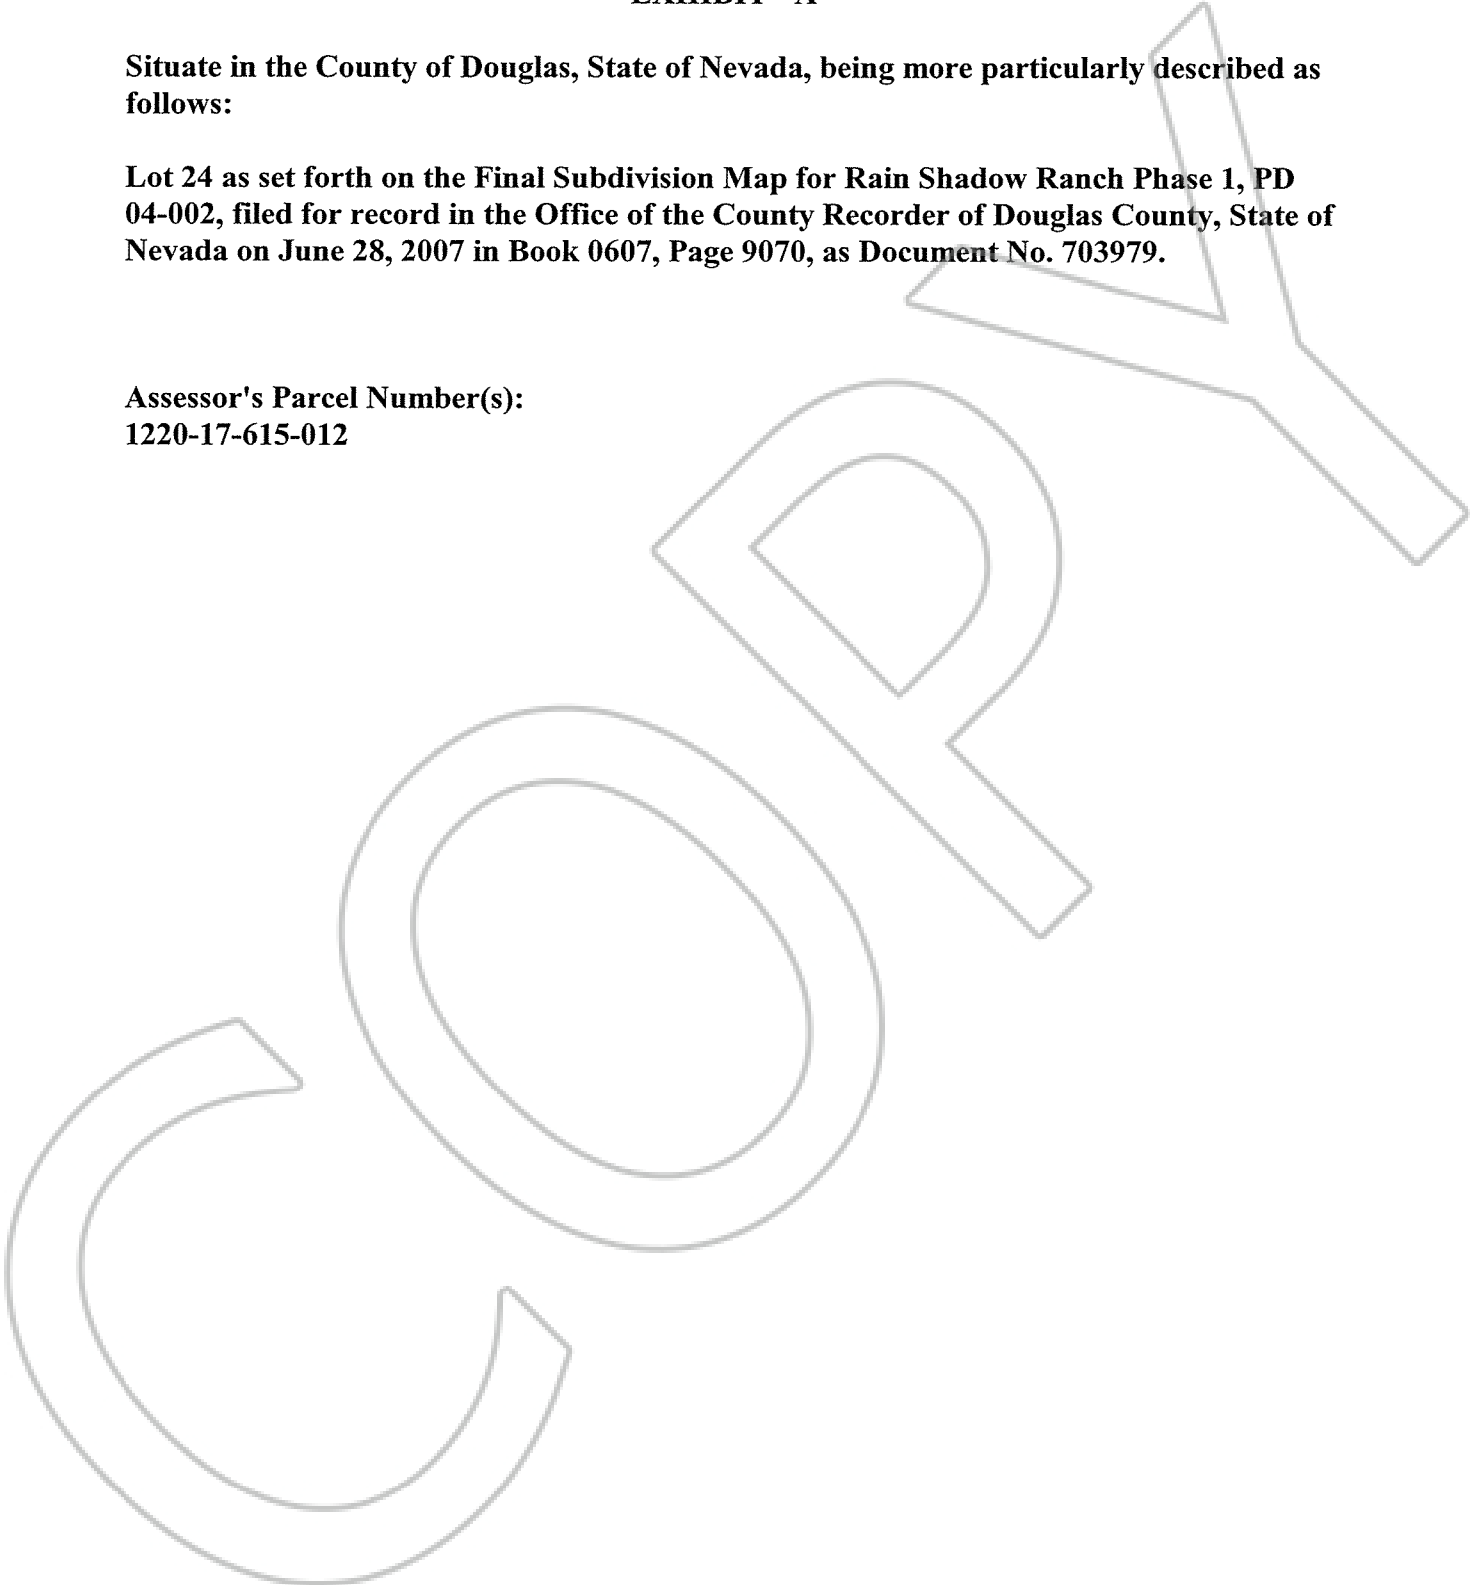 EXHIBIT "A"
Situate in the County of Douglas, State of Nevada, being more particularly described as
follows:
Lot 24 as set forth on the Final Subdivision Map for Rain Shadow Ranch Phase 1, PD
04-002, filed for record in the Office of the County Recorder of Douglas County, State of
Nevada on June 28, 2007 in Book 0607, Page 9070, as Document No. 703979.
Assessor's Parcel Number(s):
1220-17-615-012
COPY